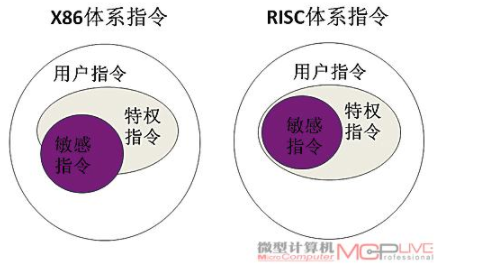 X86体系指令
RISC体系指令
用户指令
特权
指令
敏感
指令
用户指令
特权
指令
敏感
指令
微型计算机
MicroComputer
MCPLIVE
Professional